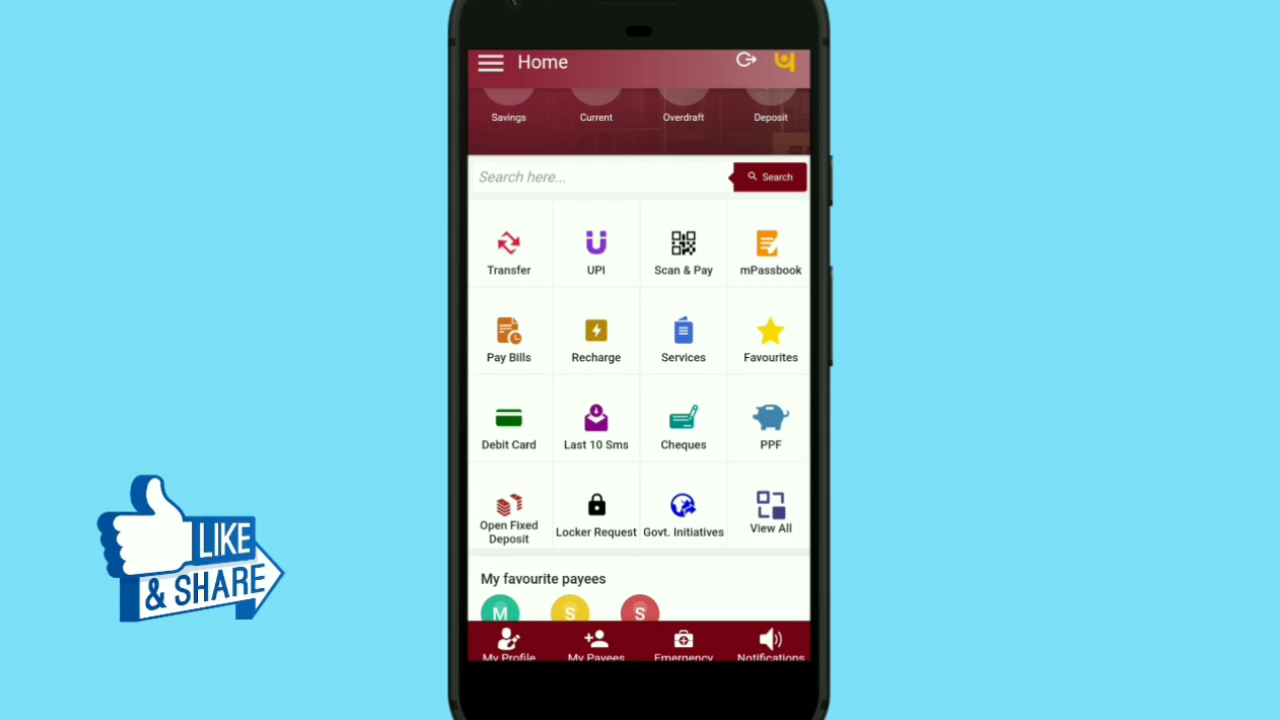 Home
Savings Current Overdraft Deposit
Search here... Search
Transfer UPI Scan & Pay mPassbook
Pay Bills Recharge Services Favourites
Debit Card Last 10 Sms Cheques PPF
Open Fixed Deposit Locker Request Govt. Initiatives View All
My favourite payees
M S S
My Profile My Payees Emergency Notifications
LIKE
& SHARE